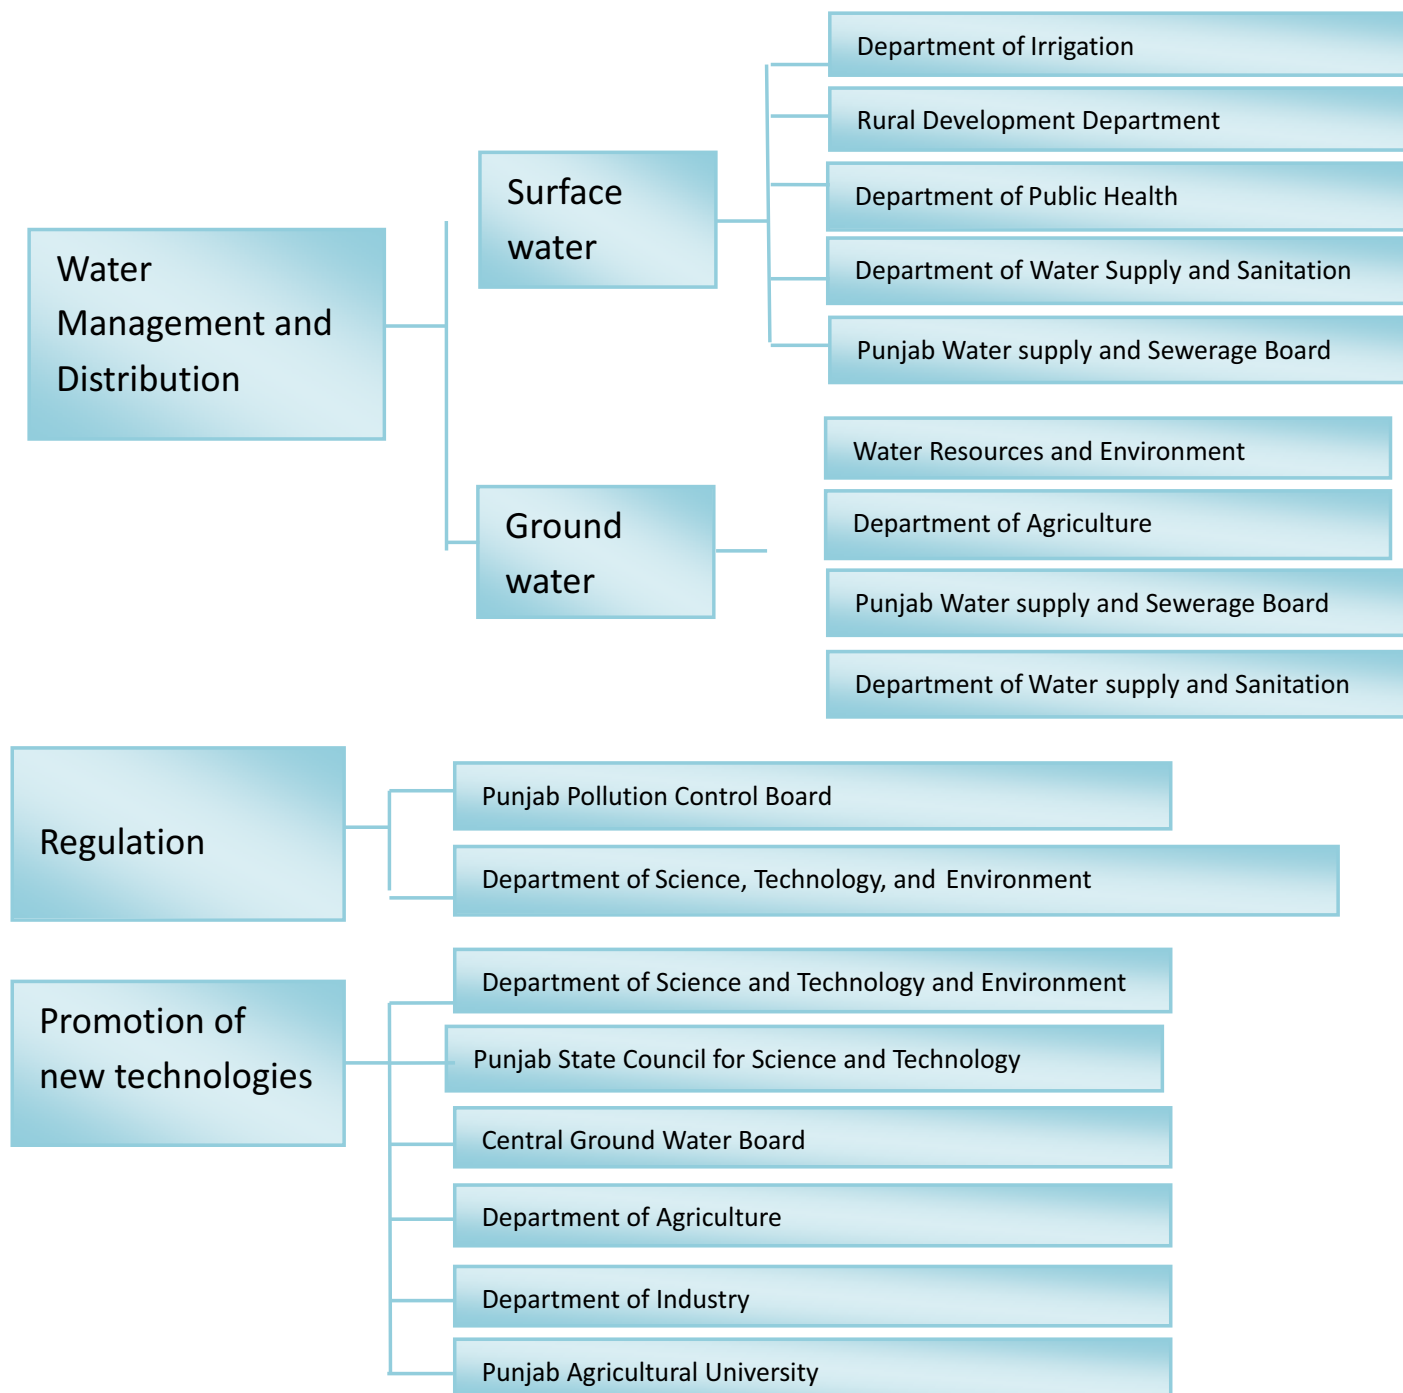 Department of Irrigation
Rural Development Department
Surface
water
Department of Public Health
Water
Management and
Distribution
Department of Water Supply and Sanitation
Punjab Water supply and Sewerage Board
Water Resources and Environment
Ground
water
Department of Agriculture
Punjab Water supply and Sewerage Board
Department of Water supply and Sanitation
Regulation
Punjab Pollution Control Board
Department of Science, Technology, and Environment
Promotion of
new technologies
Department of Science and Technology and Environment
Punjab State Council for Science and Technology
Central Ground Water Board
Department of Agriculture
Department of Industry
Punjab Agricultural University